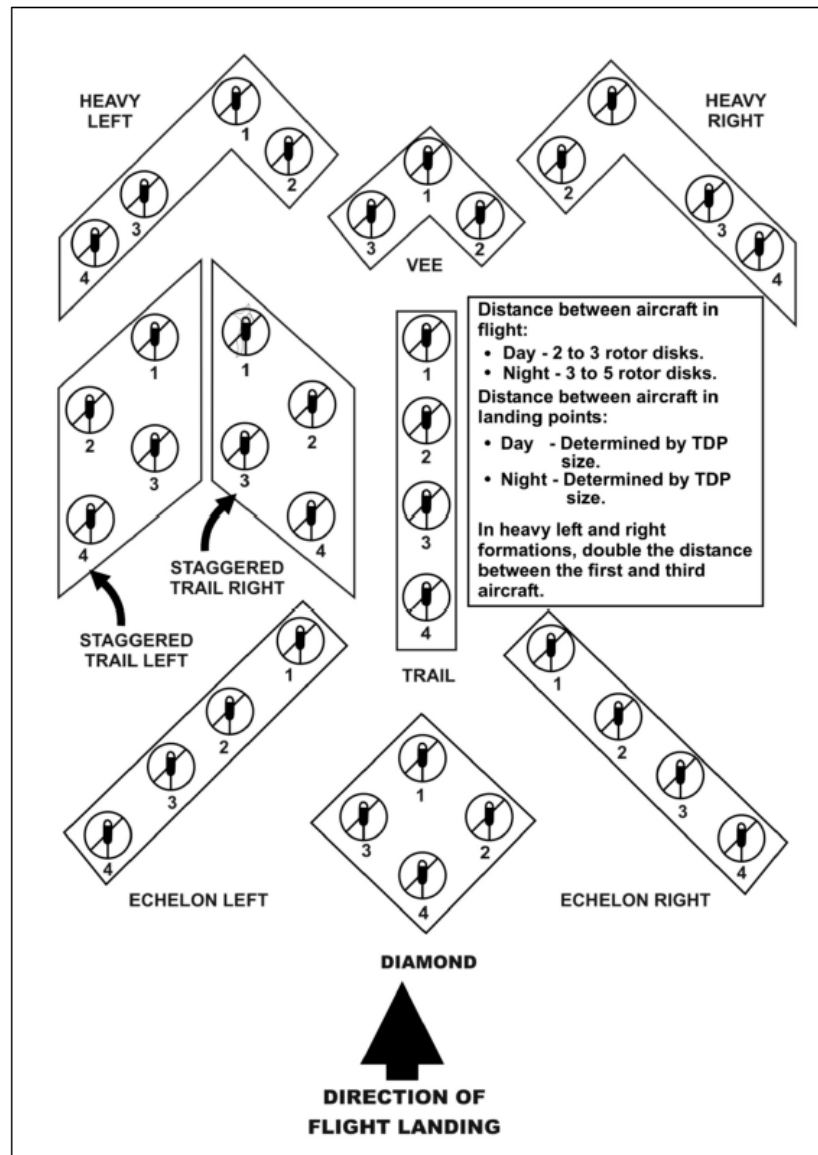 HEAVY
LEFT
1
2
3
4
1
3
2
VEE
HEAVY
RIGHT
2
3
4
1
2
3
4
STAGGERED
TRAIL LEFT
1
2
3
4
STAGGERED
TRAIL RIGHT
1
2
3
4
TRAIL
Distance between aircraft in
flight:
• Day - 2 to 3 rotor disks.
• Night - 3 to 5 rotor disks.
Distance between aircraft in
landing points:
• Day - Determined by TDP
size.
• Night - Determined by TDP
size.
In heavy left and right
formations, double the distance
between the first and third
aircraft.
1
2
3
4
ECHELON LEFT
1
3
2
4
DIAMOND
1
2
3
4
ECHELON RIGHT
DIRECTION OF
FLIGHT LANDING